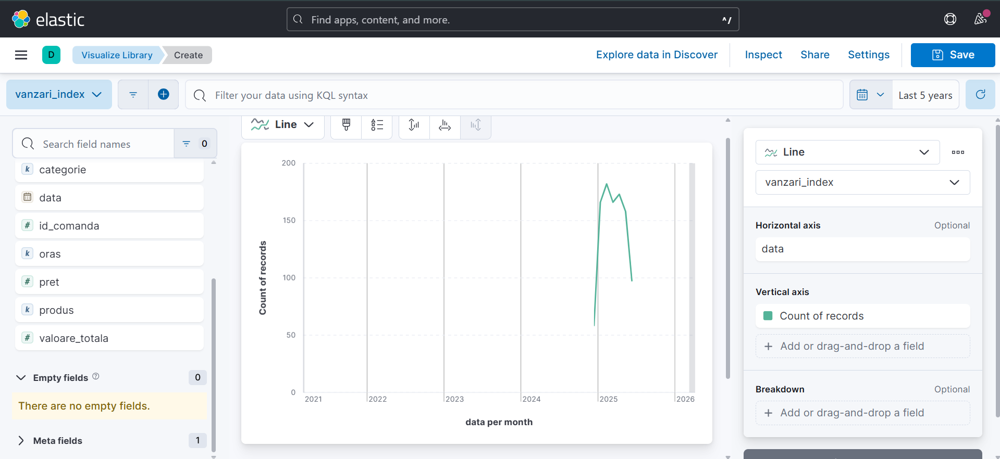 elastic
Find apps, content, and more.
^/
D
Visualize Library
Create
Explore data in Discover
Inspect
Share
Settings
Save
vanzari_index
Filter your data using KQL syntax
Last 5 years
Search field names
0
k categorie
data
# id_comanda
k oras
# pret
k produs
# valoare_totala
Empty fields ?
0
There are no empty fields.
Meta fields
1
Line
200
150
100
50
0
Count of records
2021
2022
2023
2024
2025
2026
data per month
Line
vanzari_index
Horizontal axis
Optional
data
Vertical axis
Count of records
+ Add or drag-and-drop a field
Breakdown
Optional
+ Add or drag-and-drop a field